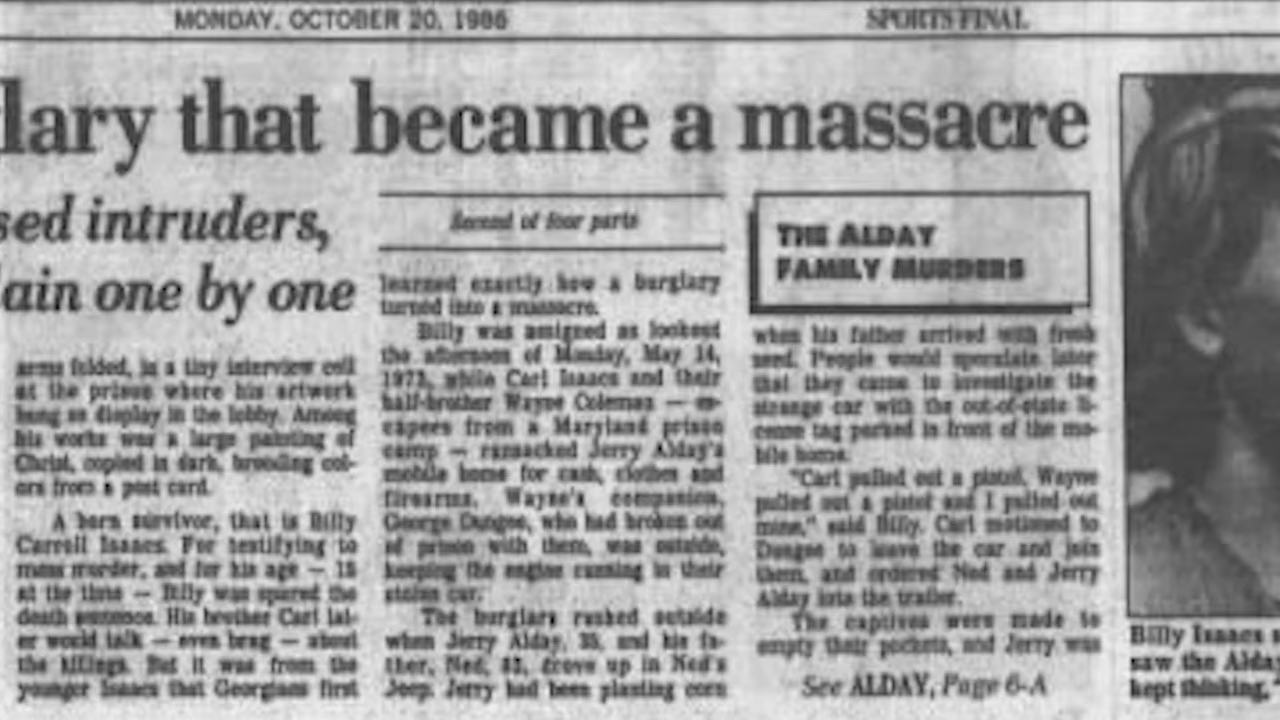 MONDAY, OCTOBER 20, 1986
SPORTS FINAL
lary that became a massacre
sed intruders,
ain one by one
arms folded, in a tiny interview cell
at the prison where his artwork
hung on display in the lobby. Among
his works was a large painting of
Christ, copied in dark, brooding col-
ors from a post card.
A born survivor, that is Billy
Carroll Isaacs. For testifying to
mass murder, and for his age — 15
at the time — Billy was spared the
death sentence. His brother Carl lat-
er would talk — even brag — about
the killings. But it was from the
younger Isaacs that Georgians first
Second of four parts
learned exactly how a burglary
turned into a massacre.
Billy was assigned as lookout
the afternoon of Monday, May 14,
1973, while Carl Isaacs and their
half-brother Wayne Coleman — es-
capees from a Maryland prison
camp — ransacked Jerry Alday's
mobile home for cash, clothes and
firearms. Wayne's companion,
George Dungee, who had broken out
of prison with them, was outside,
keeping the engine running in their
stolen car.
The burglars rushed outside
when Jerry Alday, 35, and his fa-
ther, Ned, 62, drove up in Ned's
Jeep. Jerry had been planting corn
THE ALDAY
FAMILY MURDERS
when his father arrived with fresh
seed. People would speculate later
that they came to investigate the
strange car with the out-of-state li-
cense tag parked in front of the mo-
bile home.
"Carl pulled out a pistol, Wayne
pulled out a pistol and I pulled out
mine," said Billy. Carl motioned to
Dungee to leave the car and join
them, and ordered Ned and Jerry
Alday into the trailer.
The captives were made to
empty their pockets, and Jerry was
See ALDAY, Page 6-A
Billy Isaacs
saw the Alda
kept thinking,